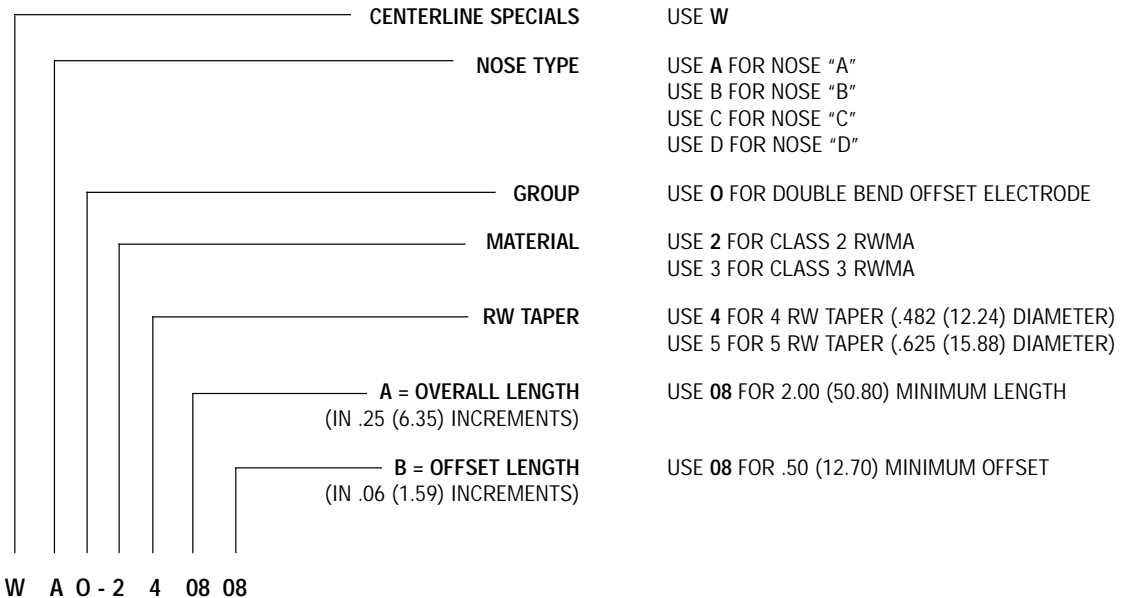 CENTERLINE SPECIALS USE W
NOSE TYPE USE A FOR NOSE "A"
USE B FOR NOSE "B"
USE C FOR NOSE "C"
USE D FOR NOSE "D"
GROUP USE O FOR DOUBLE BEND OFFSET ELECTRODE
MATERIAL USE 2 FOR CLASS 2 RWMA
USE 3 FOR CLASS 3 RWMA
RW TAPER USE 4 FOR 4 RW TAPER (.482 (12.24) DIAMETER)
USE 5 FOR 5 RW TAPER (.625 (15.88) DIAMETER)
A = OVERALL LENGTH USE 08 FOR 2.00 (50.80) MINIMUM LENGTH
(IN .25 (6.35) INCREMENTS)
B = OFFSET LENGTH USE 08 FOR .50 (12.70) MINIMUM OFFSET
(IN .06 (1.59) INCREMENTS)
W A O - 2 4 08 08